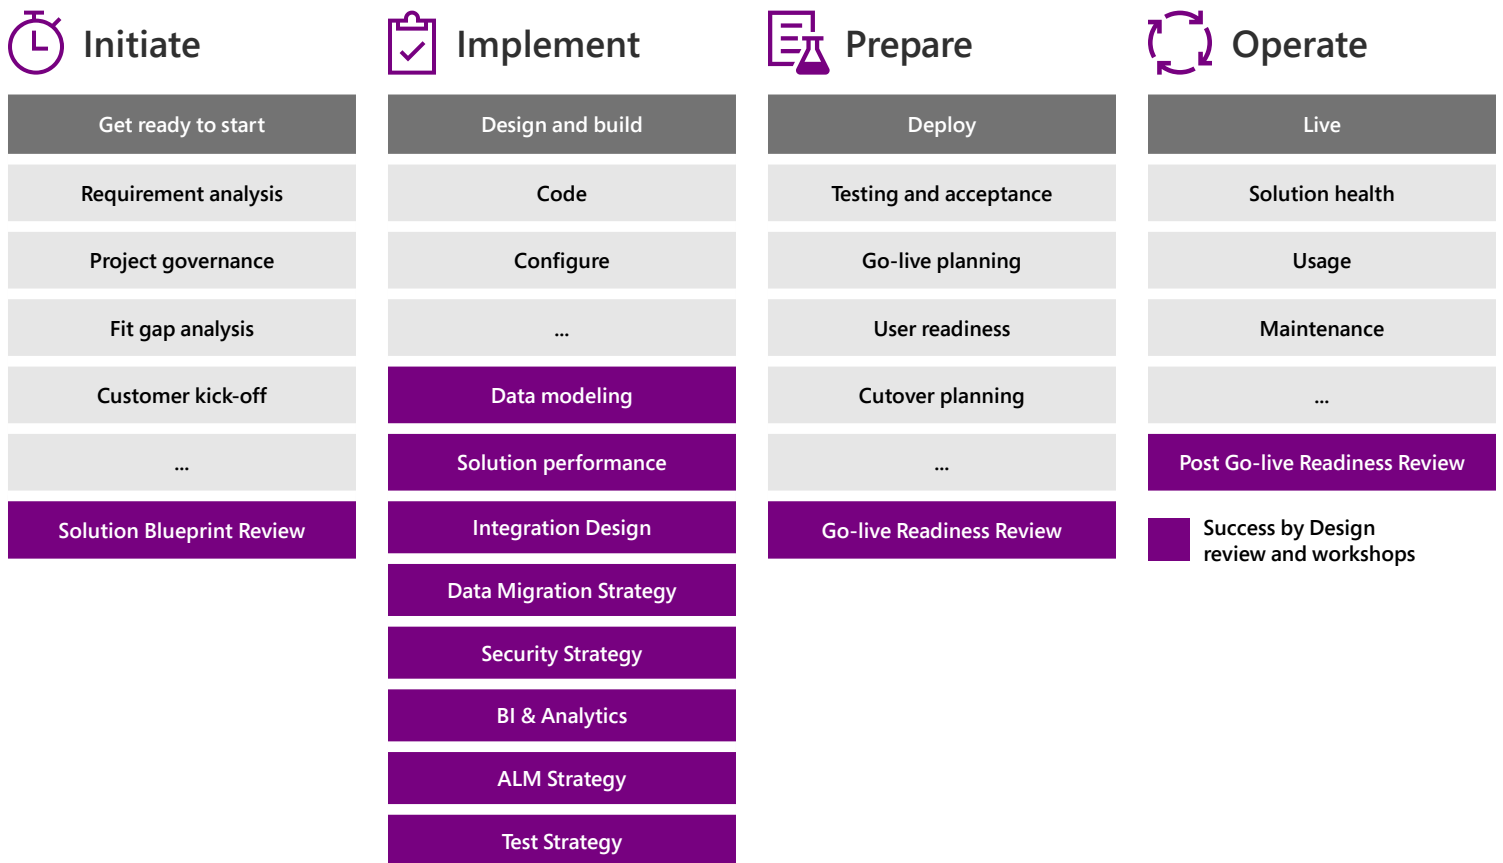 Initiate
Get ready to start
Requirement analysis
Project governance
Fit gap analysis
Customer kick-off
...
Solution Blueprint Review
Implement
Design and build
Code
Configure
...
Data modeling
Solution performance
Integration Design
Data Migration Strategy
Security Strategy
BI & Analytics
ALM Strategy
Test Strategy
Prepare
Deploy
Testing and acceptance
Go-live planning
User readiness
Cutover planning
...
Go-live Readiness Review
Operate
Live
Solution health
Usage
Maintenance
...
Post Go-live Readiness Review
Success by Design
review and workshops